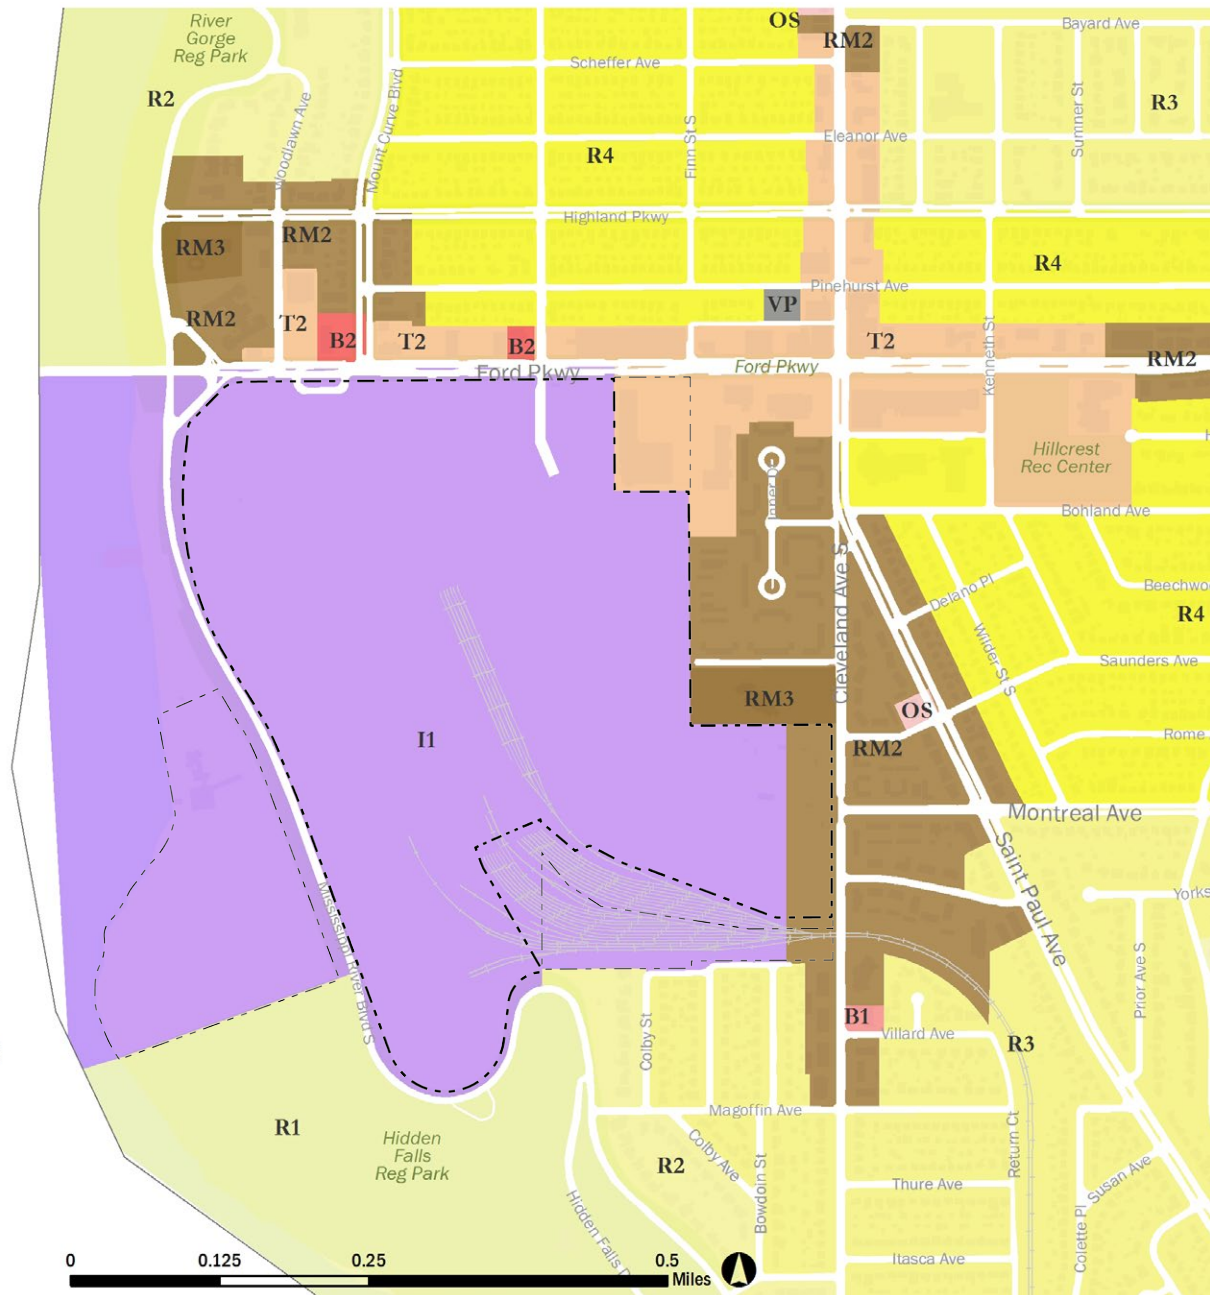 River
Gorge
Reg Park
OS
RM2
Bayard Ave
Scheffer Ave
R2
Woodlawn Ave
Mount Curve Blvd
Finn St S
Sumner St
R3
Eleanor Ave
R4
Highland Pkwy
RM3
RM2
R4
Pinehurst Ave
VP
RM2
T2
B2
T2
B2
T2
Kenneth St
RM2
Ford Pkwy
Ford Pkwy
Hillcrest
Rec Center
H
Inner D
Bohland Ave
Cleveland Ave S
Delano Pl
Beechwo
R4
Wilder St S
Saunders Ave
RM3
OS
I1
RM2
Rome
Montreal Ave
Saint Paul Ave
Mississippi River Blvd S
Yorks
Prior Ave S
B1
Villard Ave
R3
Colby St
Magoffin Ave
R1
Hidden
Falls
Reg Park
R2
Colby Ave
Bowdoin St
Return Ct
Thure Ave
Susan Ave
Colette Pl
Hidden Falls D
Itasca Ave
0
0.125
0.25
0.5
Miles